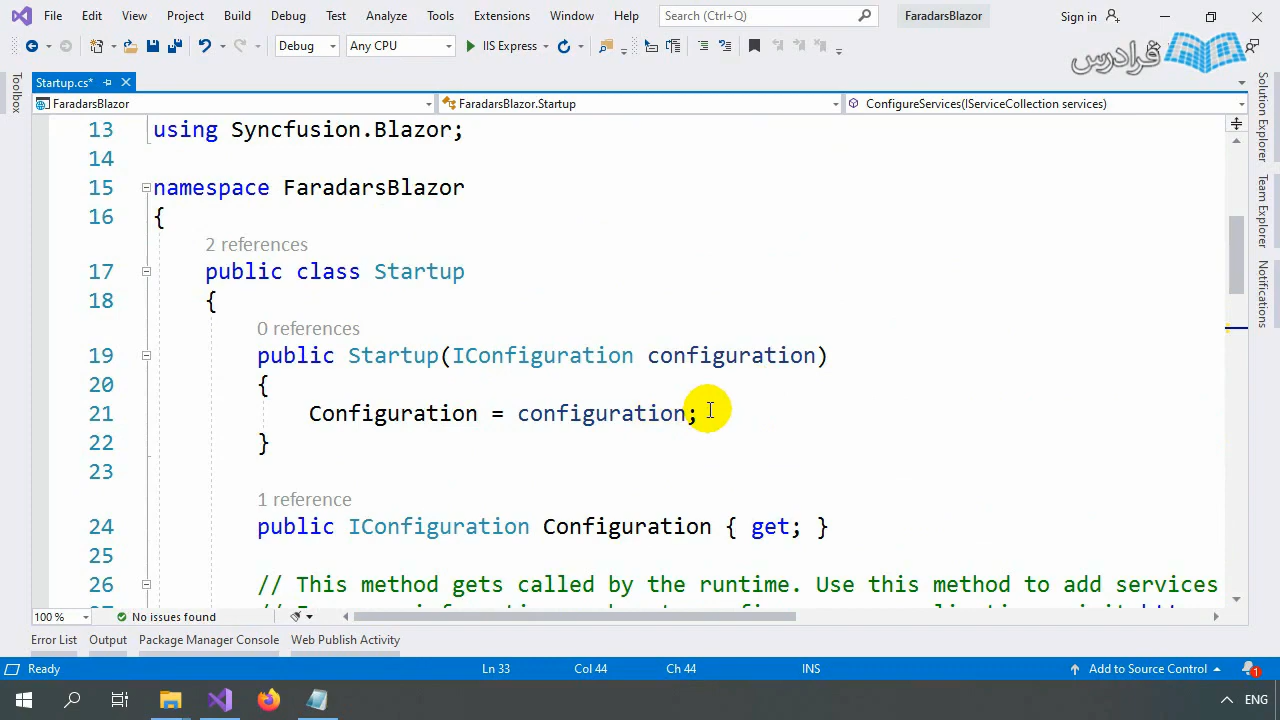 File Edit View Project Build Debug Test Analyze Tools Extensions Window Help Search (Ctrl+Q) FaradarsBlazor Sign in
Debug Any CPU IIS Express
فرادرس
Startup.cs*
FaradarsBlazor FaradarsBlazor.Startup ConfigureServices(IServiceCollection services)
Toolbox
Solution Explorer
Team Explorer
Notifications
13 using Syncfusion.Blazor;
14
15 namespace FaradarsBlazor
16 {
2 references
17 public class Startup
18 {
0 references
19 public Startup(IConfiguration configuration)
20 {
21 Configuration = configuration;
22 }
23
1 reference
24 public IConfiguration Configuration { get; }
25
26 // This method gets called by the runtime. Use this method to add services
100 % No issues found
Error List Output Package Manager Console Web Publish Activity
Ready Ln 33 Col 44 Ch 44 INS Add to Source Control 1
ENG